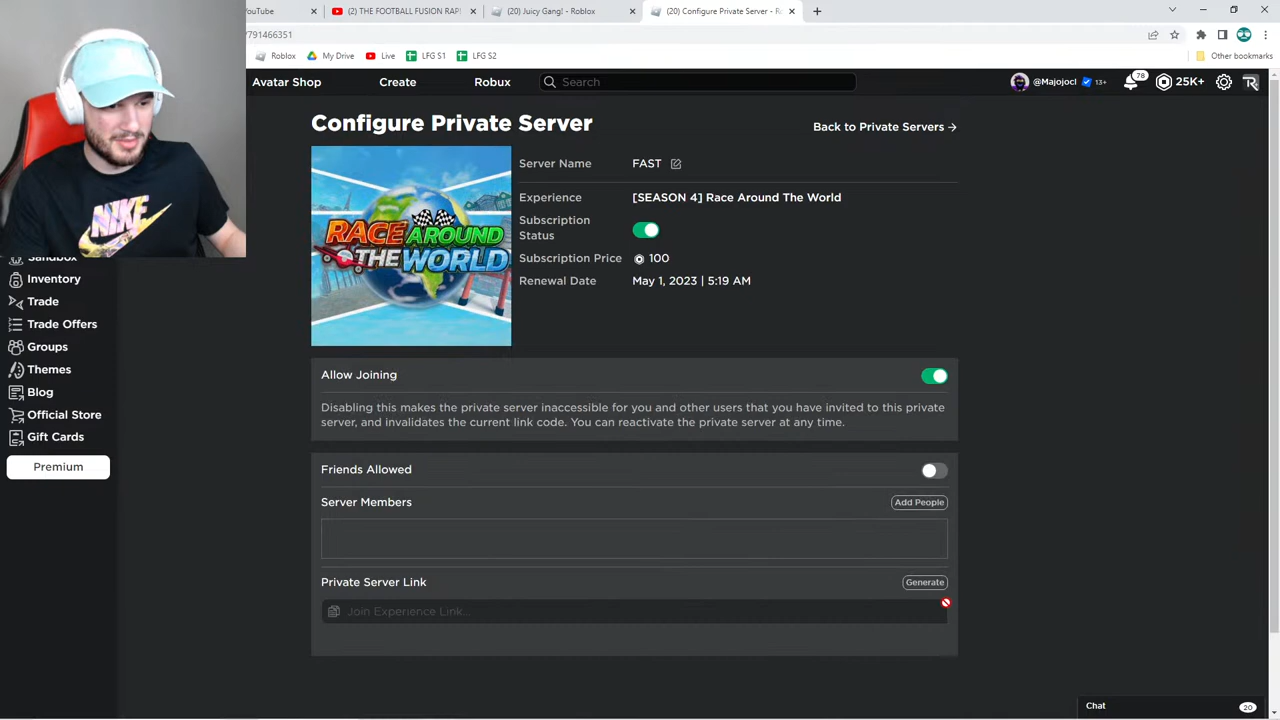 YouTube
(2) THE FOOTBALL FUSION RAP!
(20) Juicy Gang! - Roblox
(20) Configure Private Server - Ro
791466351
Roblox
My Drive
Live
LFG S1
LFG S2
Other bookmarks
Avatar Shop
Create
Robux
Search
@Majojocl
13+
78
25K+
Configure Private Server
Back to Private Servers →
Server Name
FAST
Experience
[SEASON 4] Race Around The World
Subscription
Status
Subscription Price
100
Renewal Date
May 1, 2023 | 5:19 AM
RACE AROUND
THE WORLD
NIKE
Sandbox
Inventory
Trade
Trade Offers
Groups
Themes
Blog
Official Store
Gift Cards
Premium
Allow Joining
Disabling this makes the private server inaccessible for you and other users that you have invited to this private
server, and invalidates the current link code. You can reactivate the private server at any time.
Friends Allowed
Server Members
Add People
Private Server Link
Generate
Join Experience Link...
Chat
20